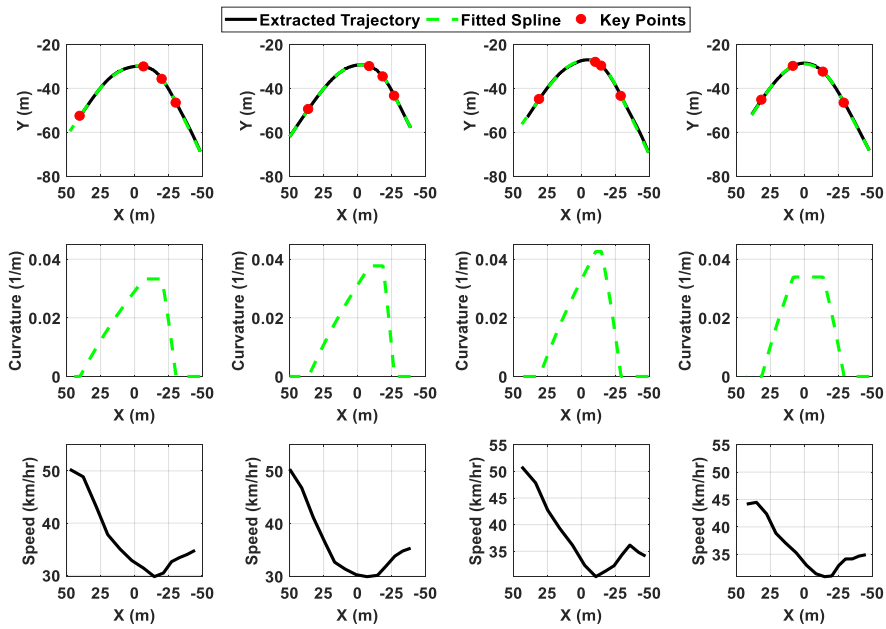 Extracted Trajectory Fitted Spline Key Points
-20 -20 -20 -20
-40 -40 -40 -40
-60 -60 -60 -60
-80 -80 -80 -80
Y (m) Y (m) Y (m) Y (m)
50 25 0 -25 -50 50 25 0 -25 -50 50 25 0 -25 -50 50 25 0 -25 -50
X (m) X (m) X (m) X (m)
0.04 0.04 0.04 0.04
0.02 0.02 0.02 0.02
0 0 0 0
Curvature (1/m) Curvature (1/m) Curvature (1/m) Curvature (1/m)
50 25 0 -25 -50 50 25 0 -25 -50 50 25 0 -25 -50 50 25 0 -25 -50
X (m) X (m) X (m) X (m)
55 55
50 50 50 50
45 45
40 40 40 40
35 35
30 30
Speed (km/hr) Speed (km/hr) Speed (km/hr) Speed (km/hr)
50 25 0 -25 -50 50 25 0 -25 -50 50 25 0 -25 -50 50 25 0 -25 -50
X (m) X (m) X (m) X (m)